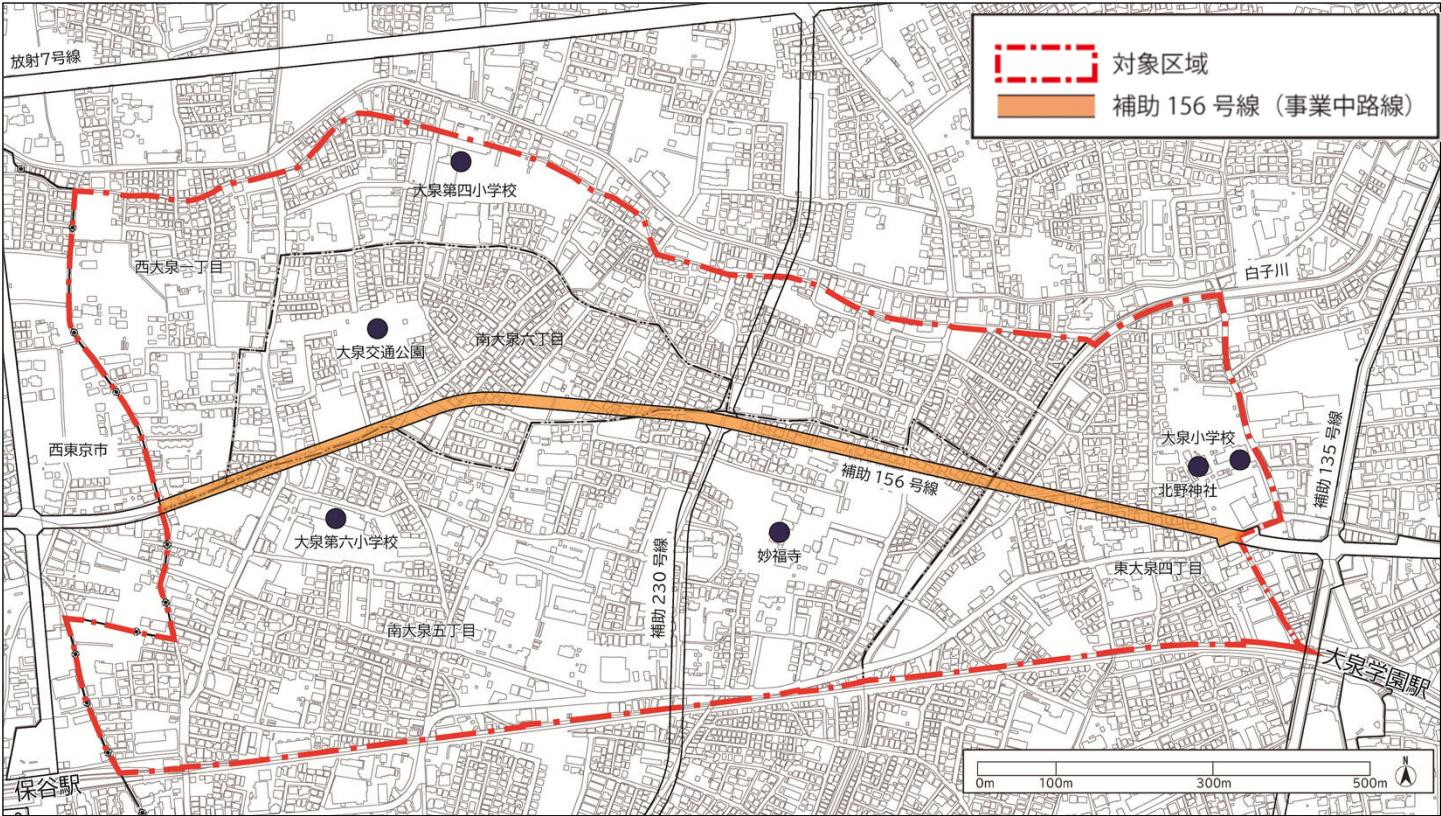 放射7号線
対象区域
補助 156 号線（事業中路線）
大泉第四小学校
西大泉一丁目
白子川
大泉交通公園
南大泉六丁目
西東京市
大泉小学校
補助 135 号線
北野神社
補助 156 号線
大泉第六小学校
妙福寺
東大泉四丁目
補助 230 号線
南大泉五丁目
大泉学園駅
保谷駅
N
0m 100m 300m 500m